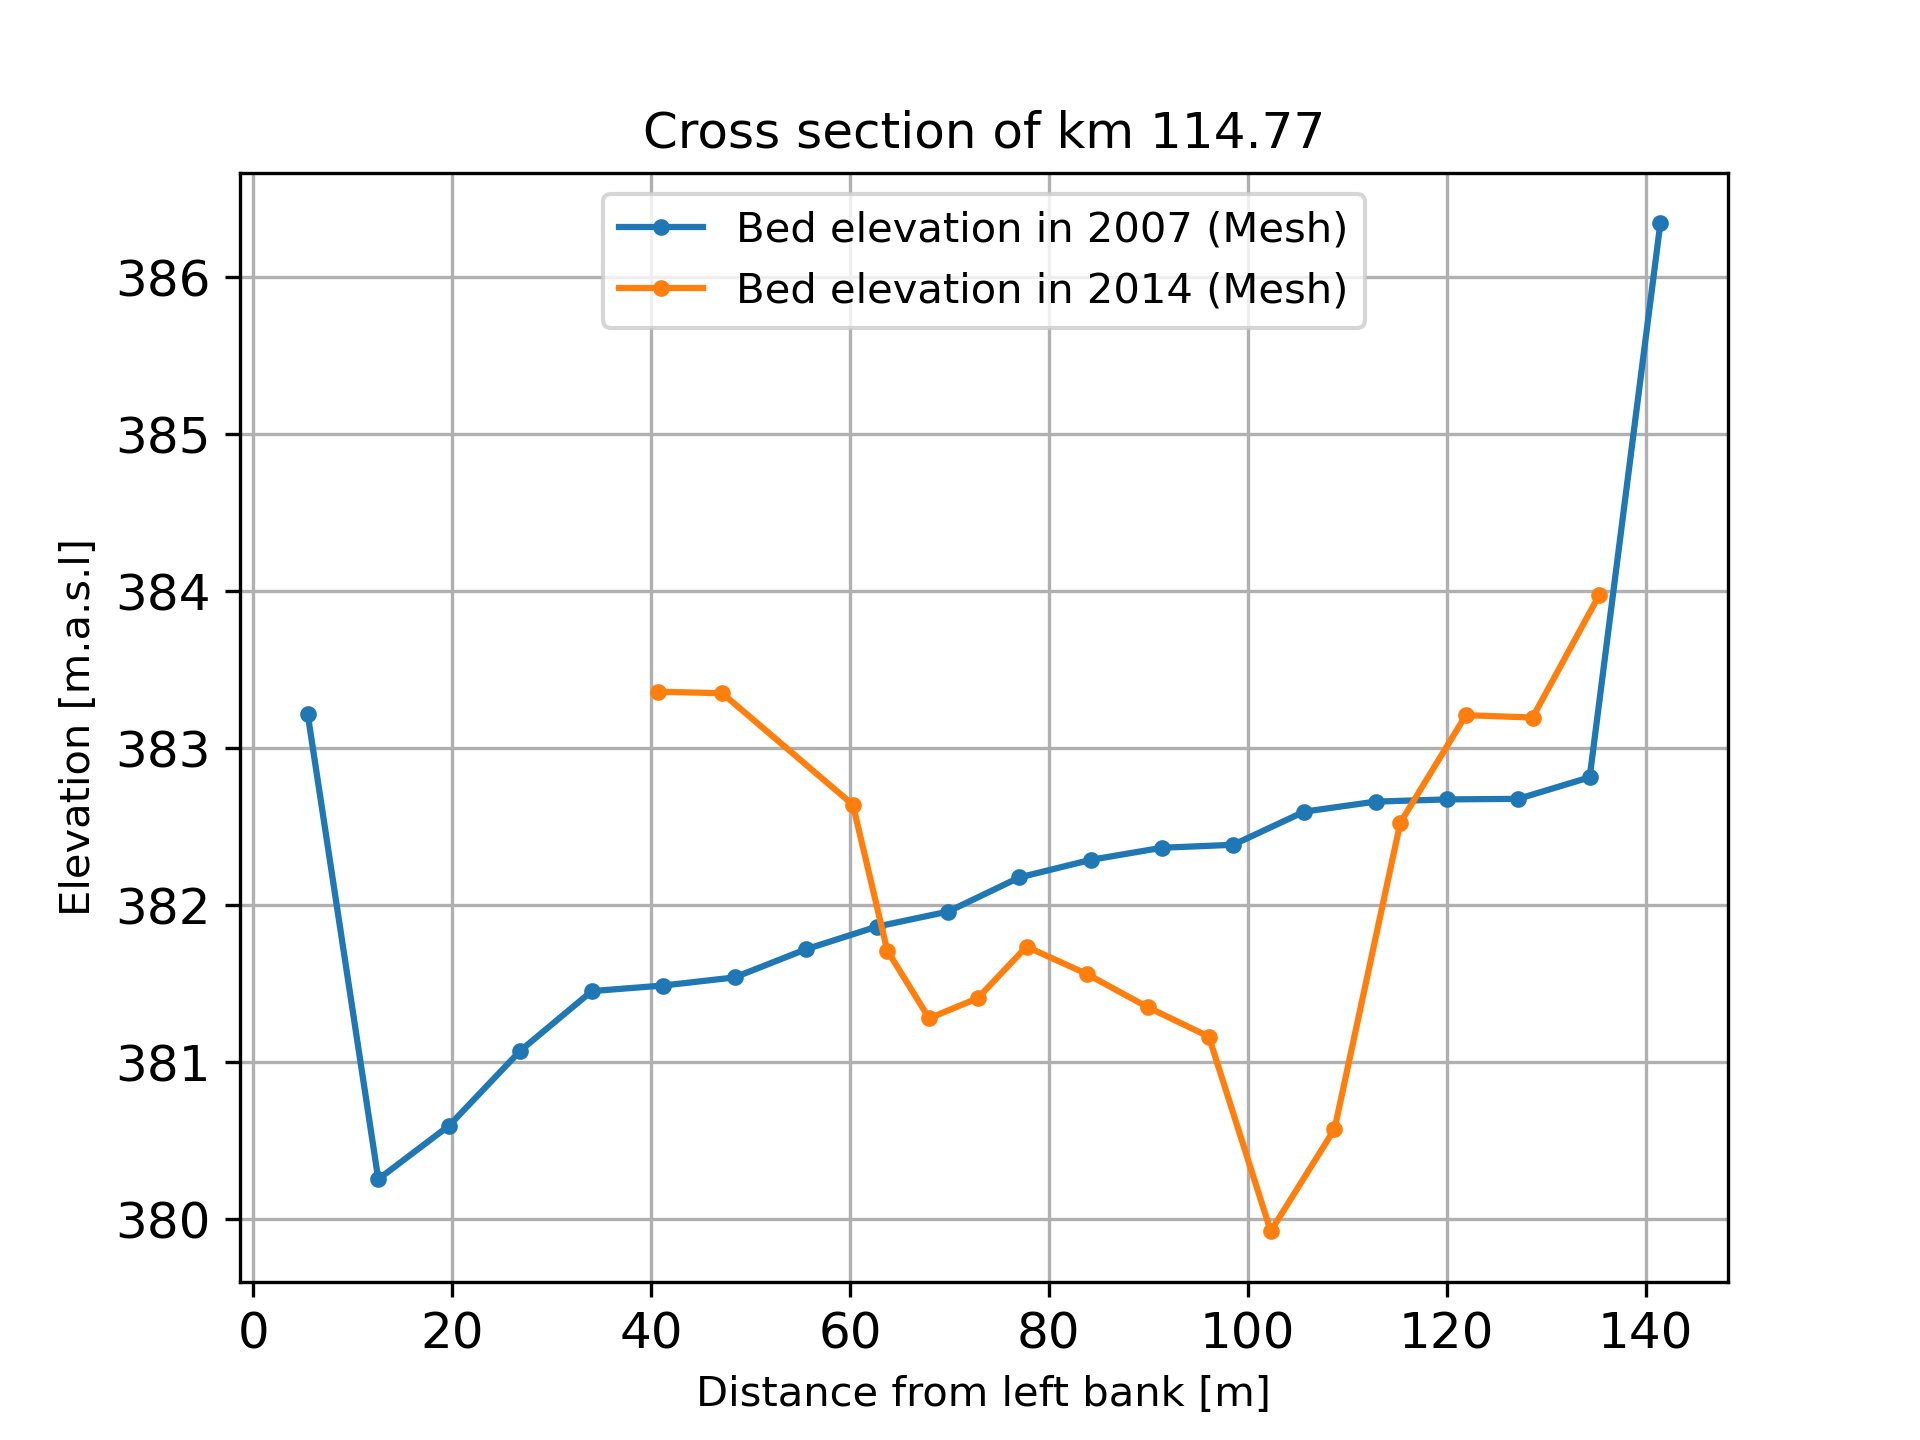 Cross section of km 114.77
Bed elevation in 2007 (Mesh)
Bed elevation in 2014 (Mesh)
386
385
384
383
382
381
380
Elevation [m.a.s.l]
0 20 40 60 80 100 120 140
Distance from left bank [m]